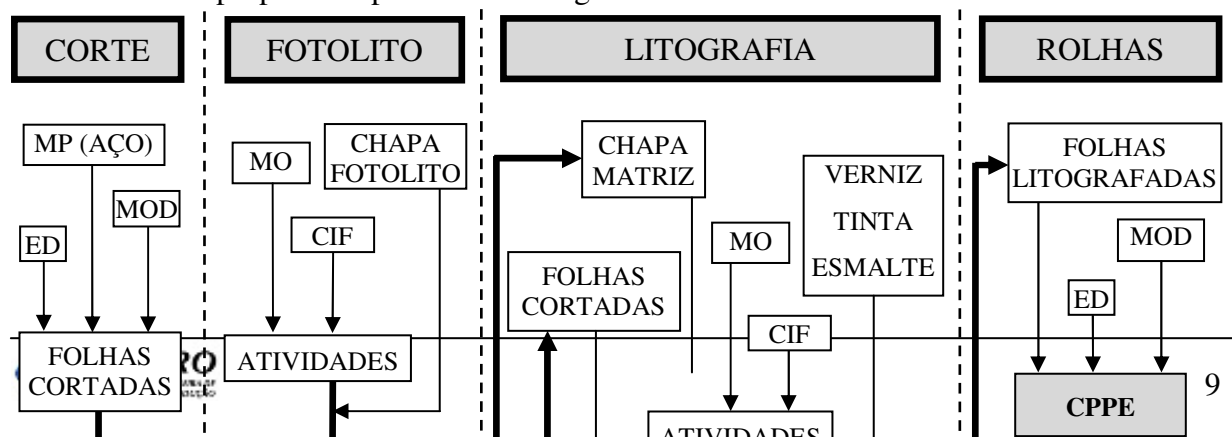 CORTE
FOTOLITO
LITOGRAFIA
ROLHAS
MP (AÇO)
MOD
ED
FOLHAS
CORTADAS
MO
CHAPA
FOTOLITO
CIF
ATIVIDADES
CHAPA
MATRIZ
FOLHAS
CORTADAS
MO
CIF
VERNIZ
TINTA
ESMALTE
ATIVIDADES
FOLHAS
LITOGRAFADAS
MOD
ED
CPPE
9